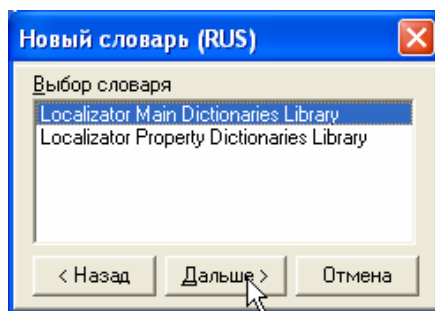 Новый словарь (RUS)
Выбор словаря
Localizator Main Dictionaries Library
Localizator Property Dictionaries Library
< Назад Дальше > Отмена